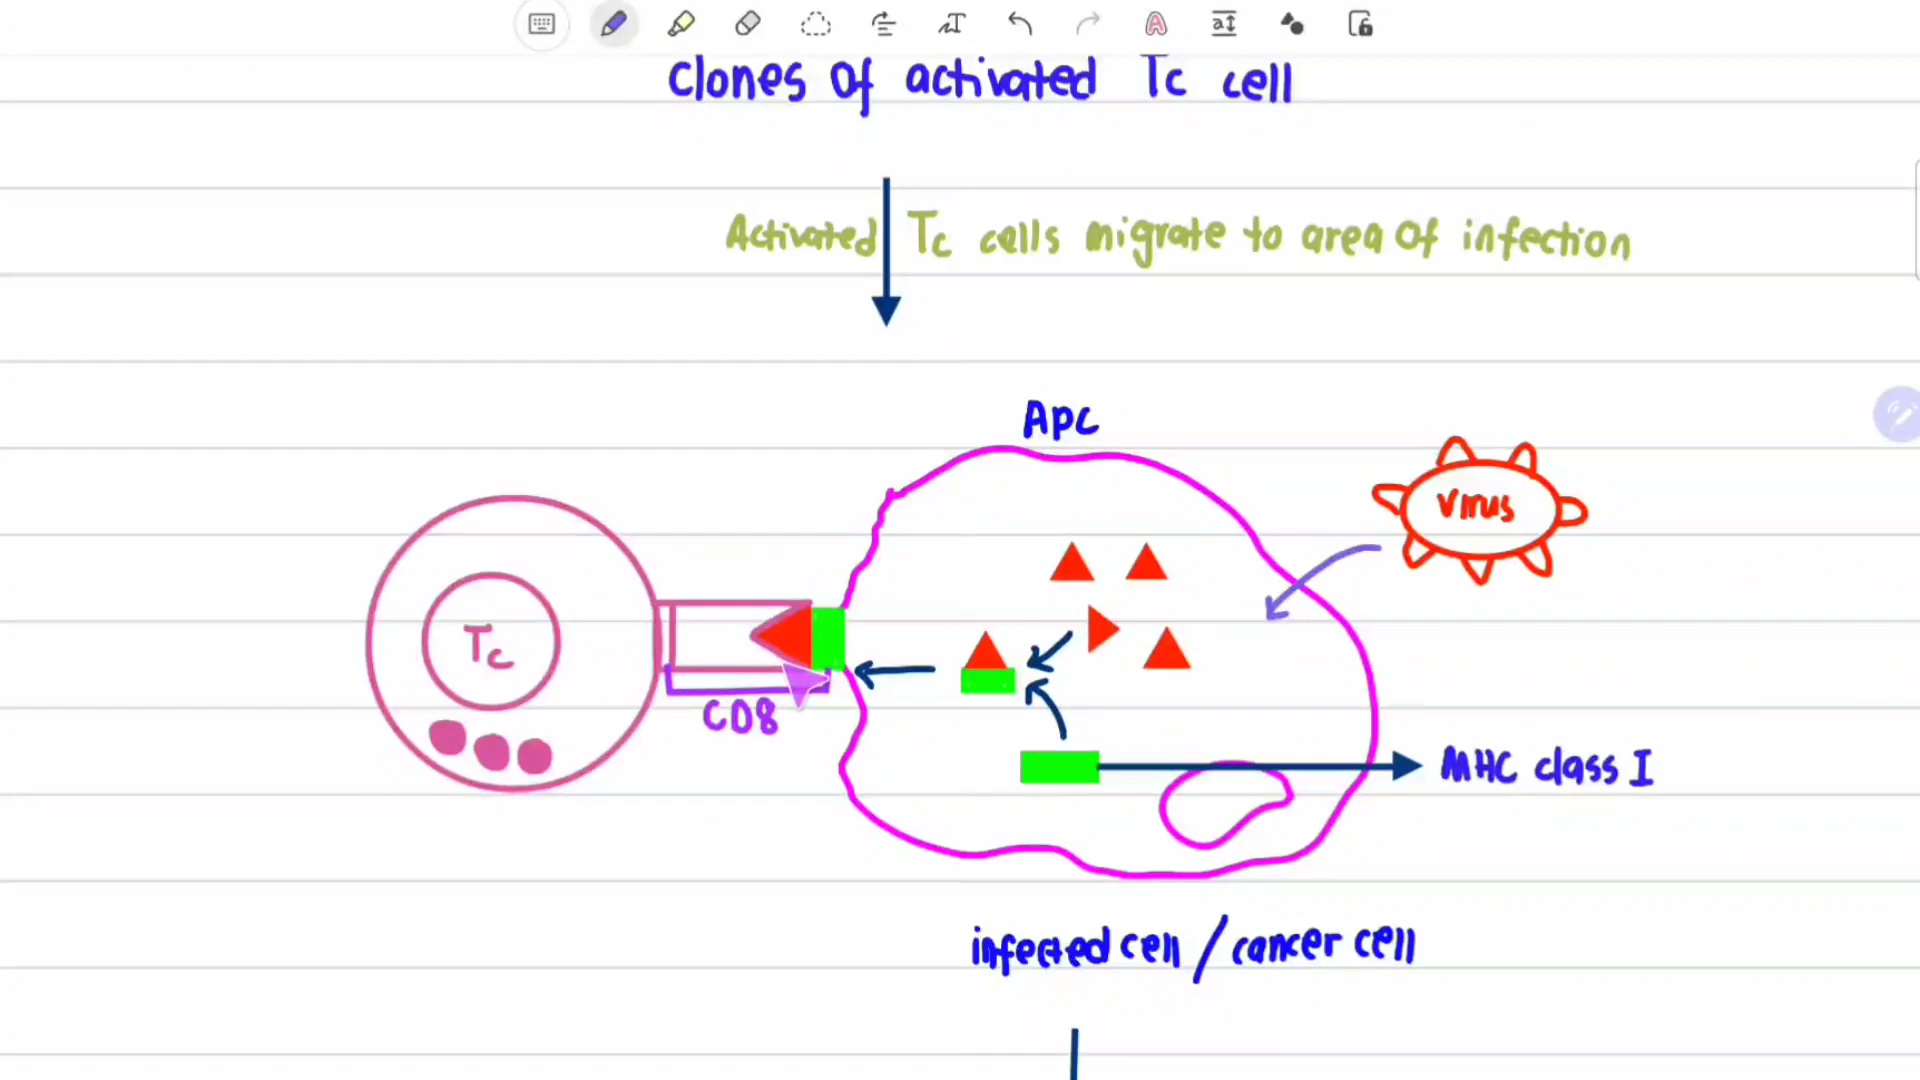 Clones of activated Tc cell
Activated Tc cells migrate to area of infection
APC
virus
Tc
CD8
MHC class I
infected cell / cancer cell